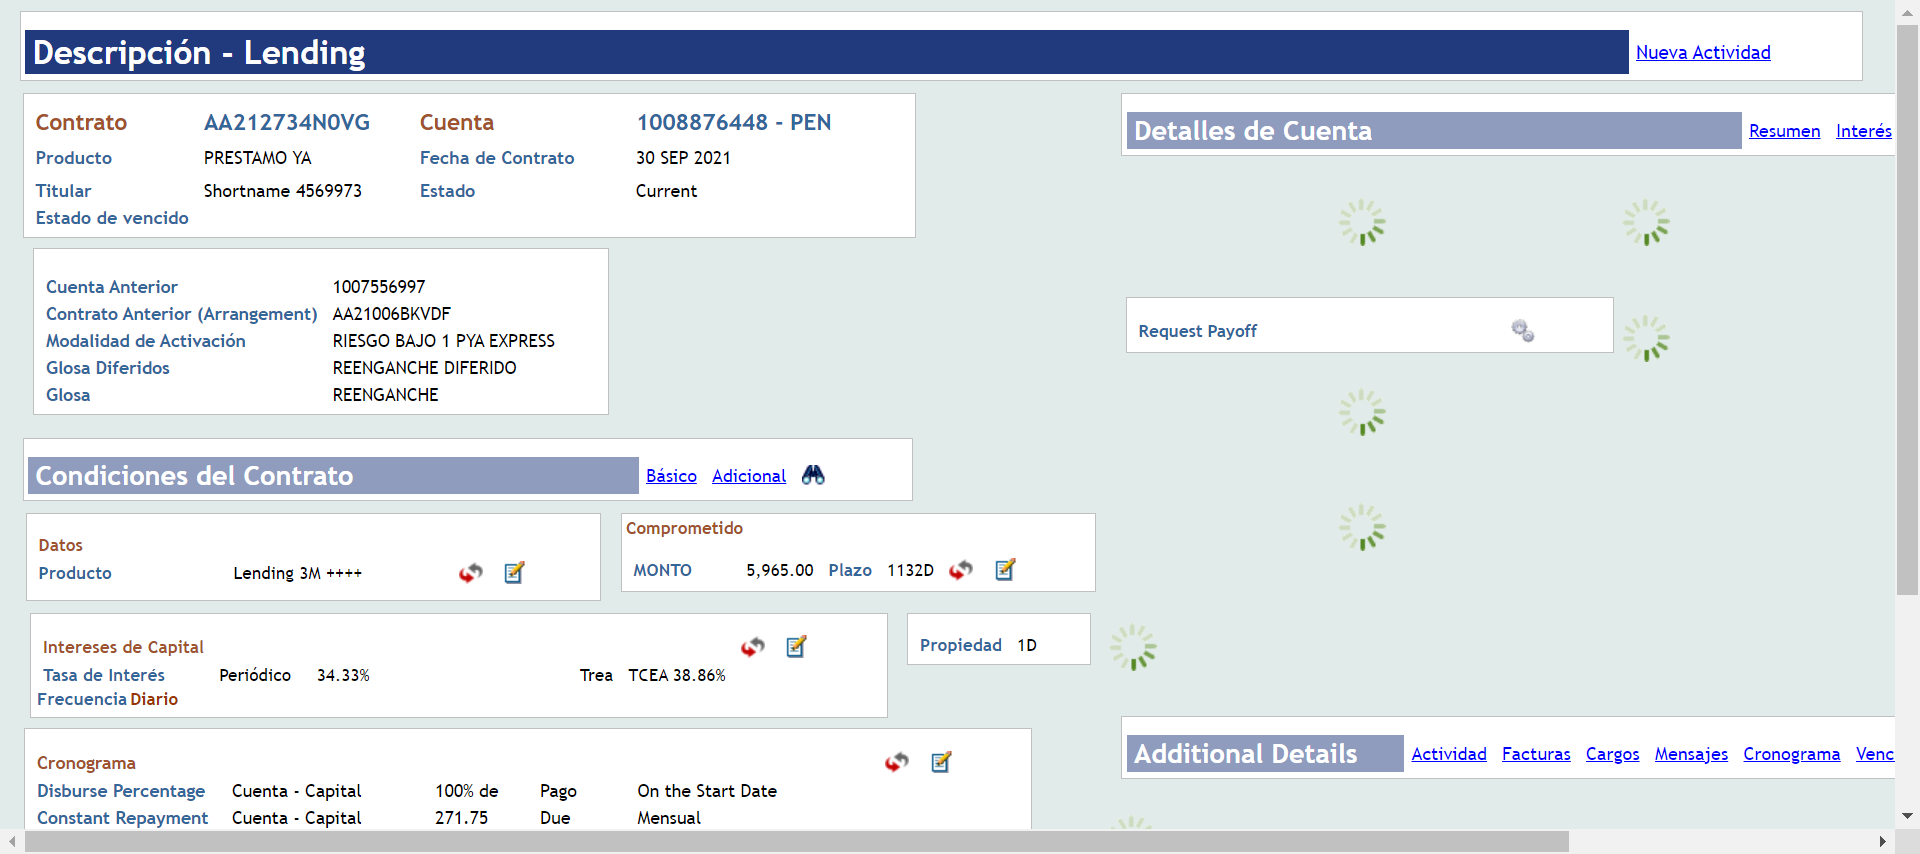 Descripción - Lending Nueva Actividad
Contrato AA212734N0VG Cuenta 1008876448 - PEN
Producto PRESTAMO YA Fecha de Contrato 30 SEP 2021
Titular Shortname 4569973 Estado Current
Estado de vencido
Cuenta Anterior 1007556997
Contrato Anterior (Arrangement) AA21006BKVDF
Modalidad de Activación RIESGO BAJO 1 PYA EXPRESS
Glosa Diferidos REENGANCHE DIFERIDO
Glosa REENGANCHE
Condiciones del Contrato Básico Adicional
Datos
Producto Lending 3M ++++
Comprometido
MONTO 5,965.00 Plazo 1132D
Intereses de Capital
Tasa de Interés Periódico 34.33% Trea TCEA 38.86%
Frecuencia Diario
Propiedad 1D
Cronograma
Disburse Percentage Cuenta - Capital 100% de Pago On the Start Date
Constant Repayment Cuenta - Capital 271.75 Due Mensual
Detalles de Cuenta Resumen Interés
Request Payoff
Additional Details Actividad Facturas Cargos Mensajes Cronograma Venc